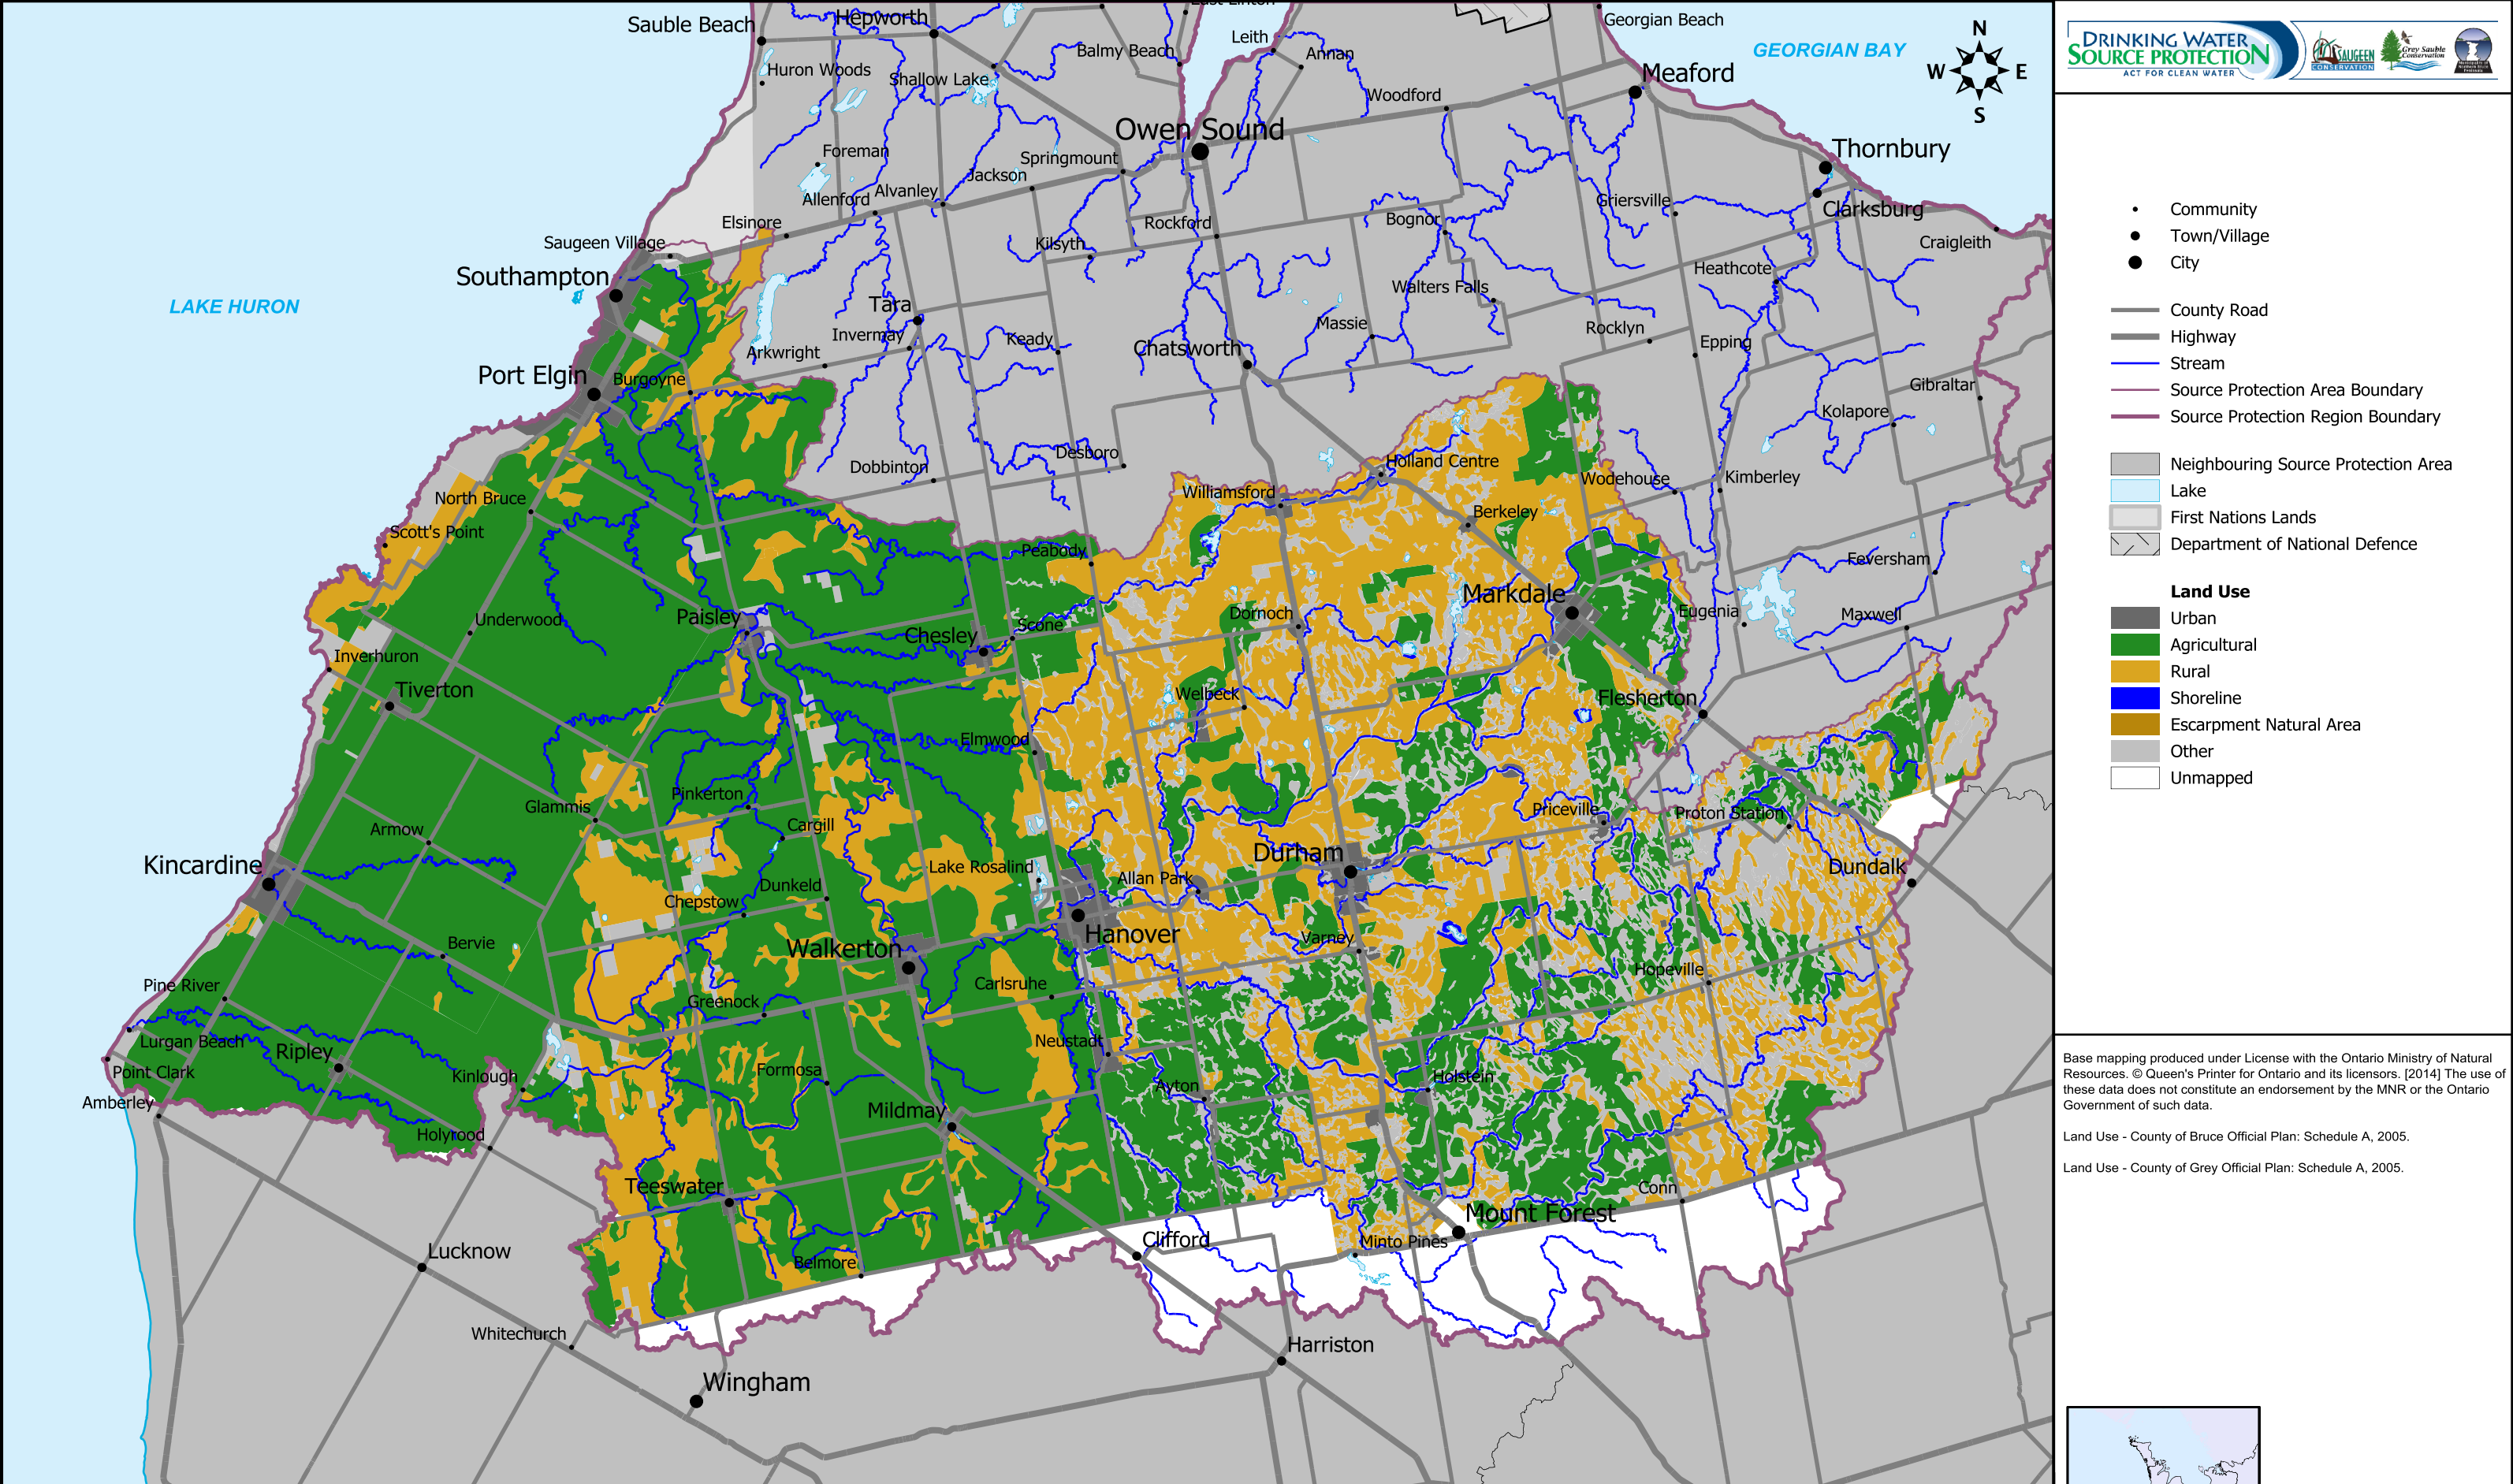 Sauble Beach
Hepworth
East Linton
Georgian Beach
GEORGIAN BAY
N
W
E
S
Leith
Annan
Balmy Beach
Huron Woods
Shallow Lake
Meaford
Woodford
Owen Sound
Thornbury
Foreman
Springmount
Jackson
Alvanley
Allenford
Griersville
Clarksburg
Elsinore
Rockford
Bognor
Kilsyth
Craigleith
Saugeen Village
Southampton
Heathcote
LAKE HURON
Tara
Walters Falls
Invermay
Massie
Rocklyn
Keady
Epping
Arkwright
Chatsworth
Port Elgin
Burgoyne
Gibraltar
Kolapore
Desboro
Dobbinton
Holland Centre
Wodehouse
Kimberley
Williamsford
North Bruce
Berkeley
Scott's Point
Peabody
Feversham
Markdale
Underwood
Paisley
Dornoch
Eugenia
Maxwell
Chesley
Scone
Inverhuron
Tiverton
Welbeck
Flesherton
Elmwood
Glammis
Pinkerton
Priceville
Proton Station
Armow
Cargill
Kincardine
Durham
Lake Rosalind
Allan Park
Dundalk
Dunkeld
Chepstow
Bervie
Walkerton
Hanover
Varney
Hopeville
Pine River
Carlsruhe
Greenock
Lurgan Beach
Ripley
Neustadt
Point Clark
Kinlough
Formosa
Ayton
Holstein
Amberley
Mildmay
Holyrood
Teeswater
Conn
Mount Forest
Clifford
Minto Pines
Lucknow
Belmore
Whitechurch
Harriston
Wingham
DRINKING WATER
SOURCE PROTECTION
ACT FOR CLEAN WATER
SAUGEEN
CONSERVATION
Grey Sauble
Conservation
Community
Town/Village
City
County Road
Highway
Stream
Source Protection Area Boundary
Source Protection Region Boundary
Neighbouring Source Protection Area
Lake
First Nations Lands
Department of National Defence
Land Use
Urban
Agricultural
Rural
Shoreline
Escarpment Natural Area
Other
Unmapped
Base mapping produced under License with the Ontario Ministry of Natural
Resources. © Queen's Printer for Ontario and its licensors. [2014] The use of
these data does not constitute an endorsement by the MNR or the Ontario
Government of such data.
Land Use - County of Bruce Official Plan: Schedule A, 2005.
Land Use - County of Grey Official Plan: Schedule A, 2005.